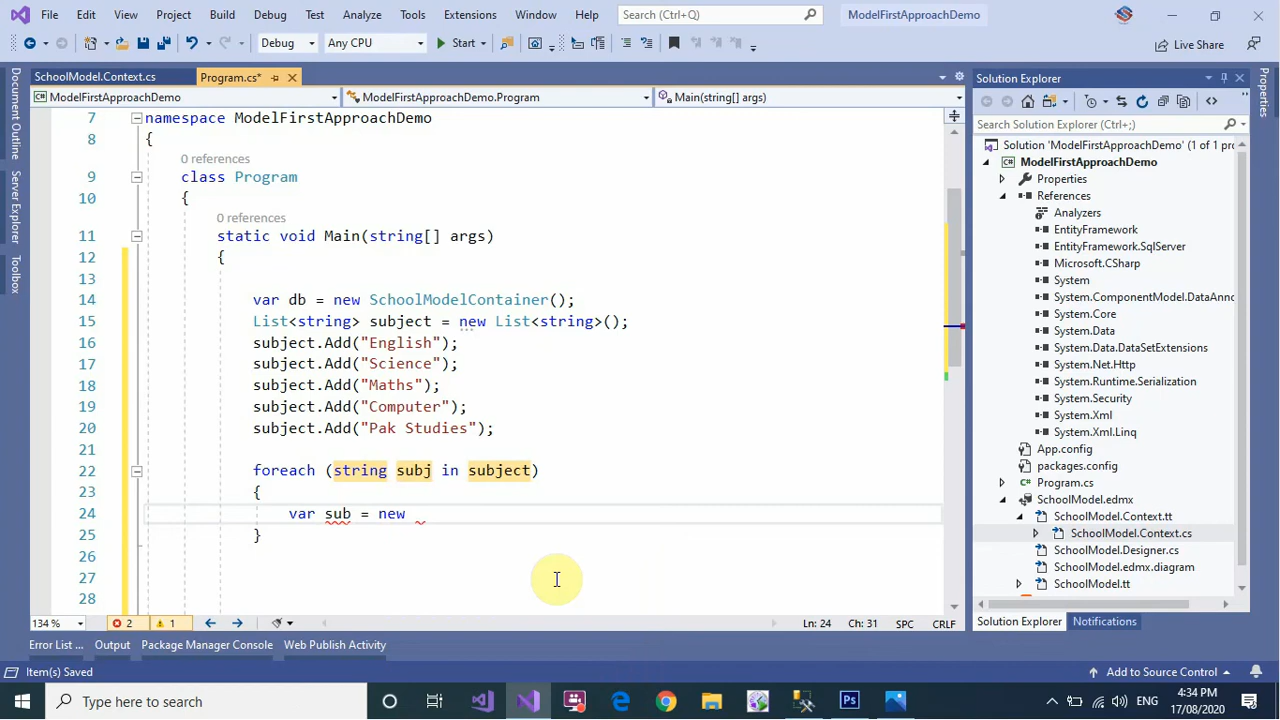 File Edit View Project Build Debug Test Analyze Tools Extensions Window Help Search (Ctrl+Q) ModelFirstApproachDemo
Debug Any CPU Start Live Share
SchoolModel.Context.cs Program.cs*
ModelFirstApproachDemo ModelFirstApproachDemo.Program Main(string[] args)
Document Outline
Server Explorer
Toolbox
7 namespace ModelFirstApproachDemo
8 {
0 references
9 class Program
10 {
0 references
11 static void Main(string[] args)
12 {
13
14 var db = new SchoolModelContainer();
15 List<string> subject = new List<string>();
16 subject.Add("English");
17 subject.Add("Science");
18 subject.Add("Maths");
19 subject.Add("Computer");
20 subject.Add("Pak Studies");
21
22 foreach (string subj in subject)
23 {
24 var sub = new
25 }
26
27
28
134 % 2 1 Ln: 24 Ch: 31 SPC CRLF
Solution Explorer
Search Solution Explorer (Ctrl+;)
Solution 'ModelFirstApproachDemo' (1 of 1 pro
ModelFirstApproachDemo
Properties
References
Analyzers
EntityFramework
EntityFramework.SqlServer
Microsoft.CSharp
System
System.ComponentModel.DataAnno
System.Core
System.Data
System.Data.DataSetExtensions
System.Net.Http
System.Runtime.Serialization
System.Security
System.Xml
System.Xml.Linq
App.config
packages.config
Program.cs
SchoolModel.edmx
SchoolModel.Context.tt
SchoolModel.Context.cs
SchoolModel.Designer.cs
SchoolModel.edmx.diagram
SchoolModel.tt
Solution Explorer Notifications
Properties
Error List ... Output Package Manager Console Web Publish Activity
Item(s) Saved Add to Source Control
Type here to search ENG 4:34 PM
17/08/2020